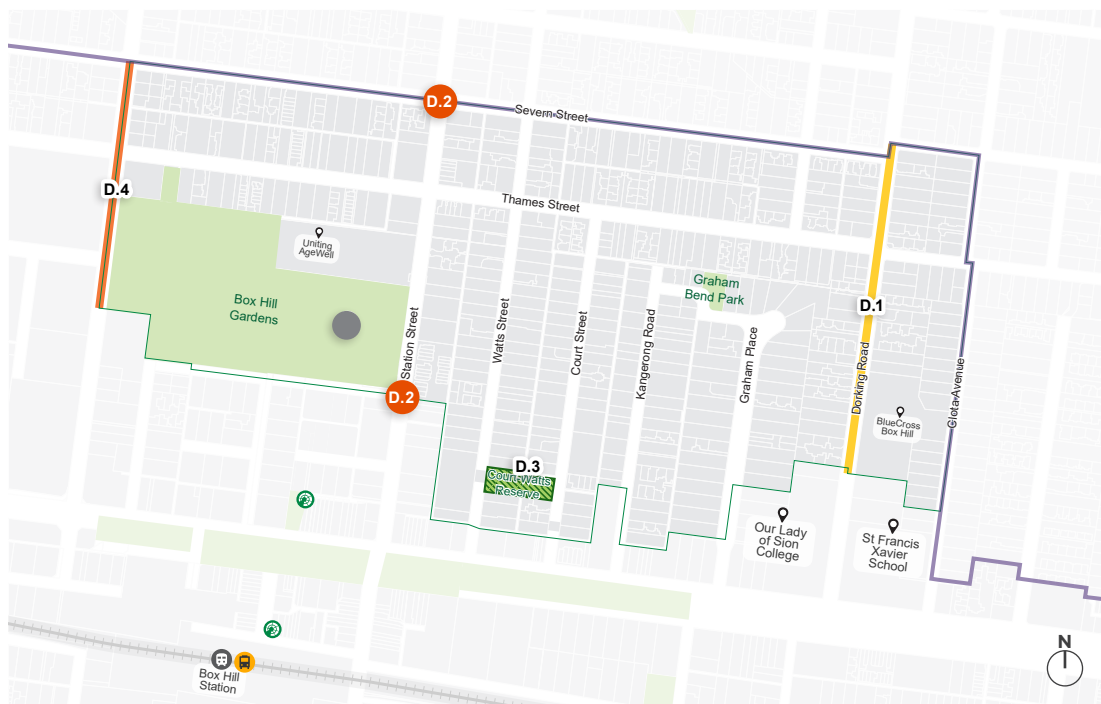 D.2
Severn Street
D.4
Thames Street
Uniting
AgeWell
Graham
Bend Park
Box Hill
Gardens
D.1
Station Street
Watts Street
Court Street
Kangerong Road
Graham Place
Dorking Road
Clota Avenue
D.2
BlueCross
Box Hill
D.3
Court Watts
Reserve
Our Lady
of Sion
College
St Francis
Xavier
School
N
Box Hill
Station